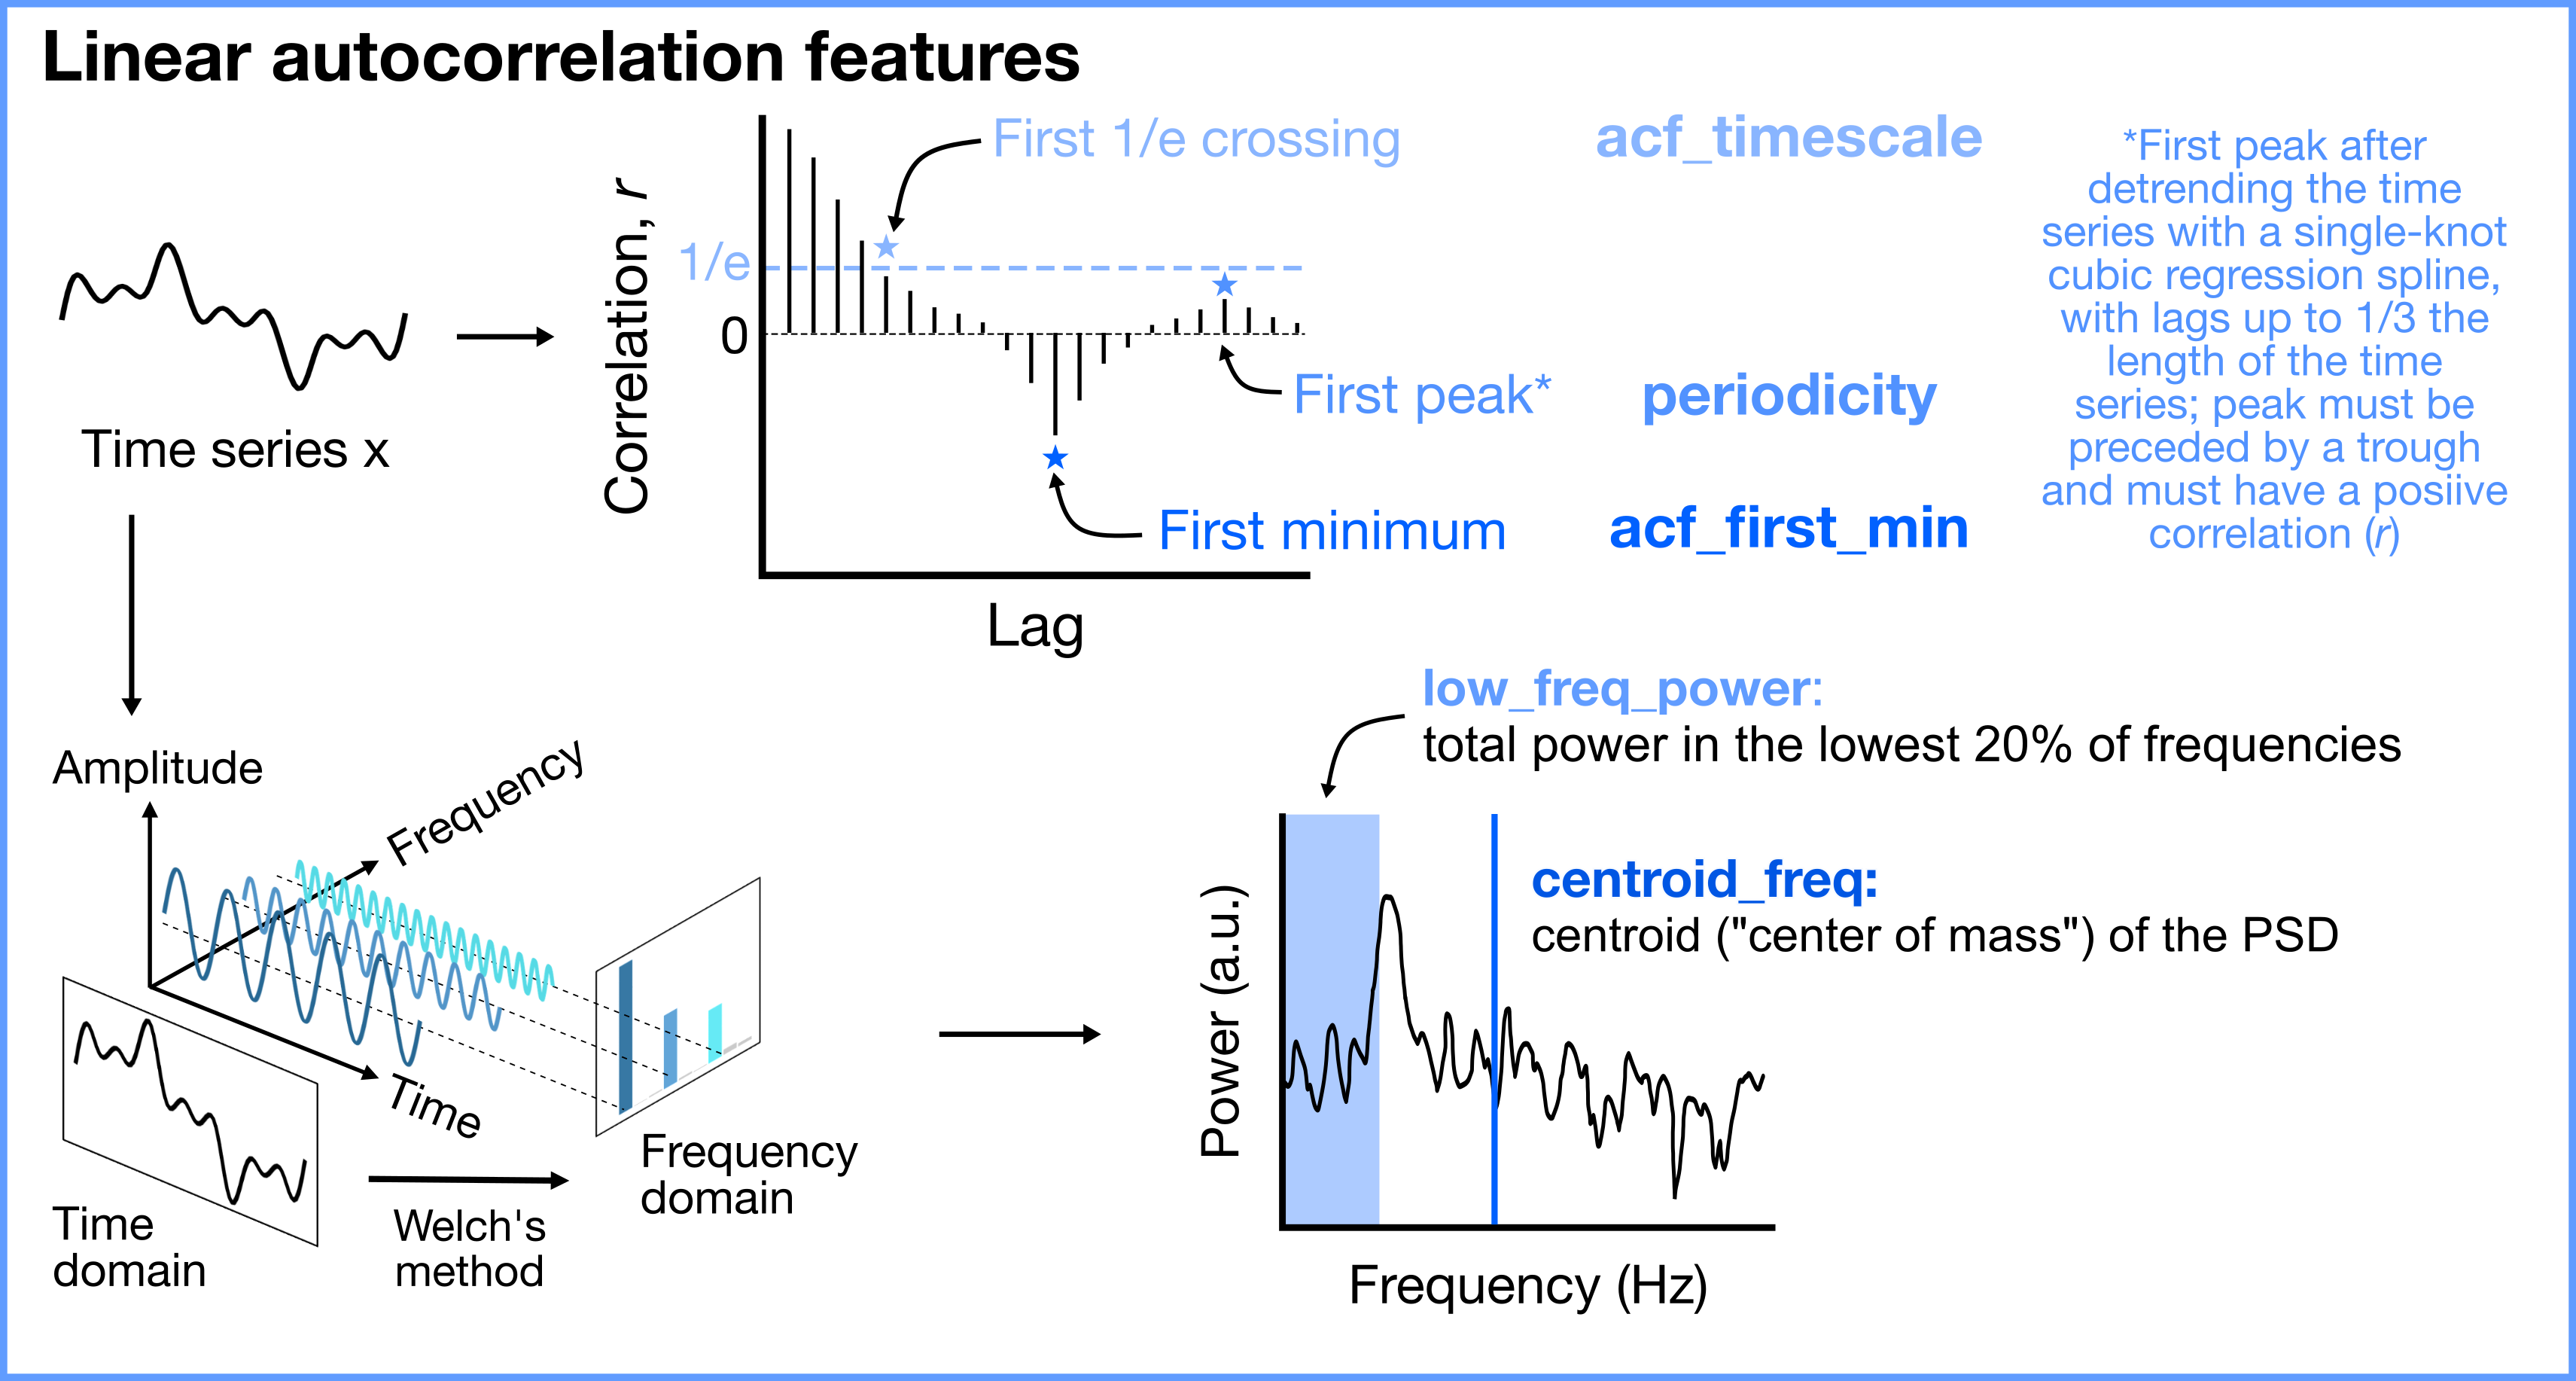 Linear autocorrelation features
Time series x
Correlation, r
1/e
0
Lag
First 1/e crossing
acf_timescale
First peak*
periodicity
First minimum
acf_first_min
*First peak after
detrending the time
series with a single-knot
cubic regression spline,
with lags up to 1/3 the
length of the time
series; peak must be
preceded by a trough
and must have a posiive
correlation (r)
Amplitude
Frequency
Time
Time
domain
Welch's
method
Frequency
domain
low_freq_power:
total power in the lowest 20% of frequencies
centroid_freq:
centroid ("center of mass") of the PSD
Power (a.u.)
Frequency (Hz)